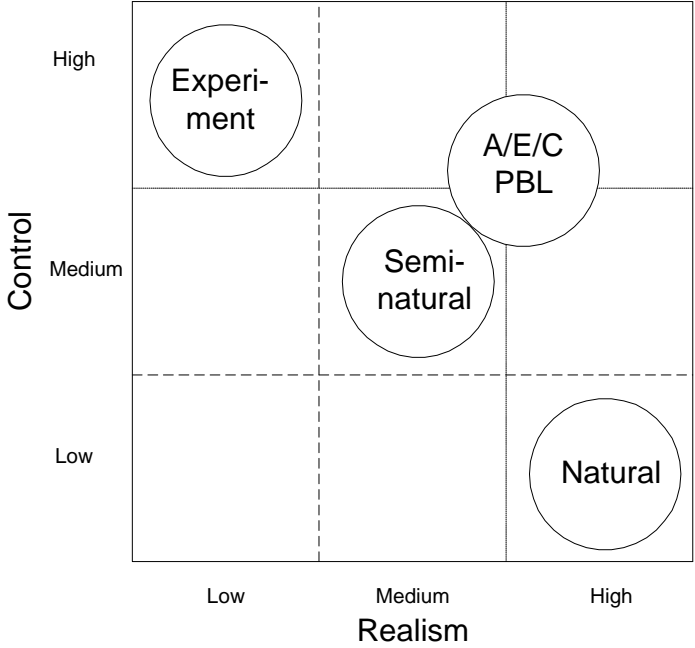 High
Experi-
ment
A/E/C
PBL
Control
Medium
Semi-
natural
Low
Natural
Low
Medium
High
Realism